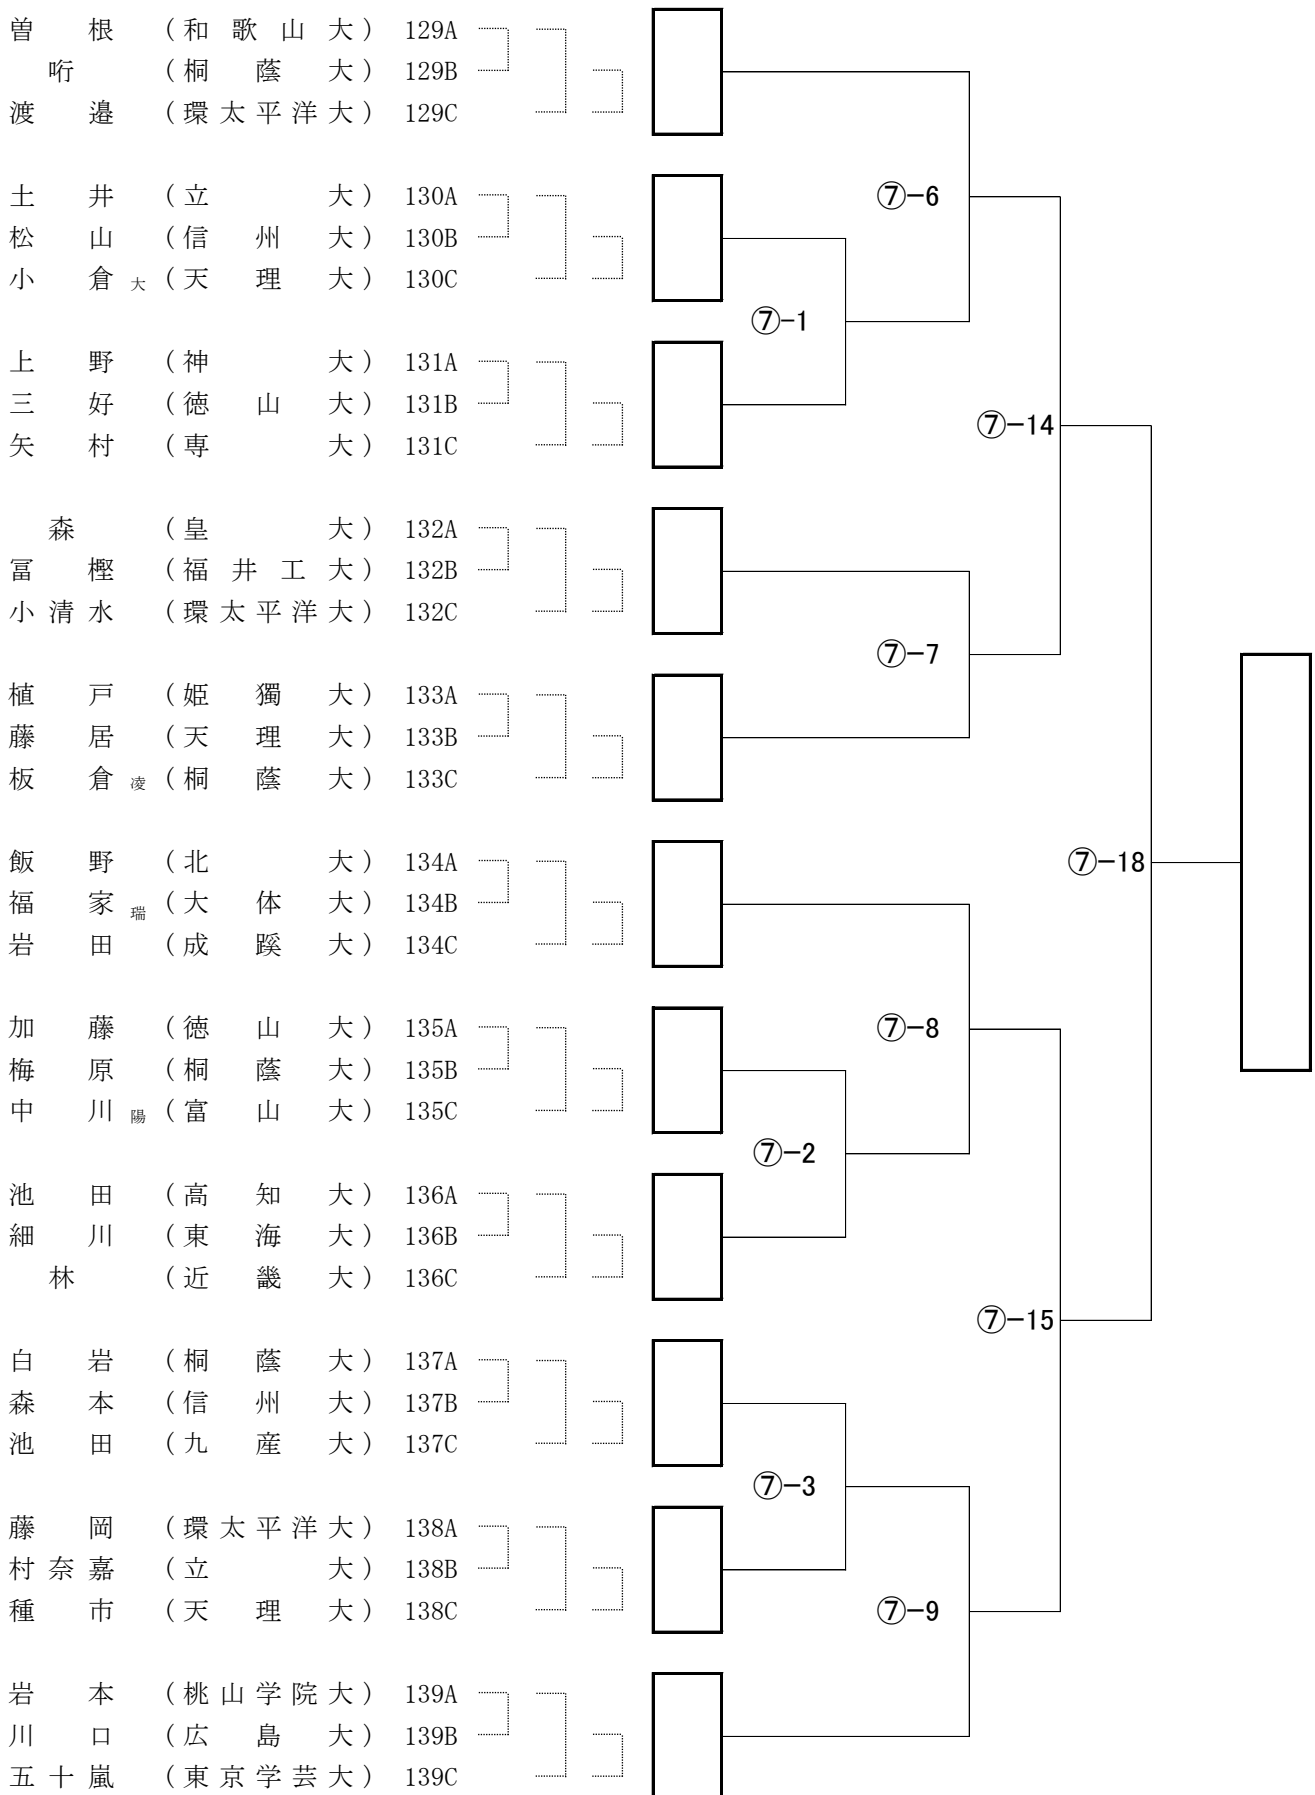 曽根 (和歌山大) 129A
哘 (桐蔭大) 129B
渡邉 (環太平洋大) 129C
土井 (立大) 130A
松山 (信州大) 130B
小倉大 (天理大) 130C
上野 (神大) 131A
三好 (徳山大) 131B
矢村 (専大) 131C
森 (皇大) 132A
冨樫 (福井工大) 132B
小清水 (環太平洋大) 132C
植戸 (姫獨大) 133A
藤居 (天理大) 133B
板倉凌 (桐蔭大) 133C
飯野 (北大) 134A
福家瑞 (大体大) 134B
岩田 (成蹊大) 134C
加藤 (徳山大) 135A
梅原 (桐蔭大) 135B
中川陽 (富山大) 135C
池田 (高知大) 136A
細川 (東海大) 136B
林 (近畿大) 136C
白岩 (桐蔭大) 137A
森本 (信州大) 137B
池田 (九産大) 137C
藤岡 (環太平洋大) 138A
村奈嘉 (立大) 138B
種市 (天理大) 138C
岩本 (桃山学院大) 139A
川口 (広島大) 139B
五十嵐 (東京学芸大) 139C
⑦-1
⑦-2
⑦-3
⑦-6
⑦-7
⑦-8
⑦-9
⑦-14
⑦-15
⑦-18